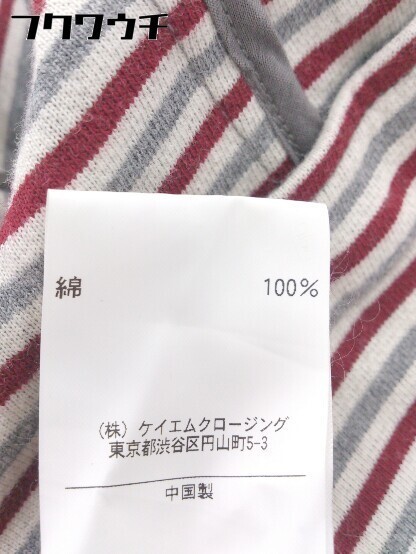 フクウウチ
綿 100%
(株) ケイエムクロージング
東京都渋谷区円山町5-3
中国製